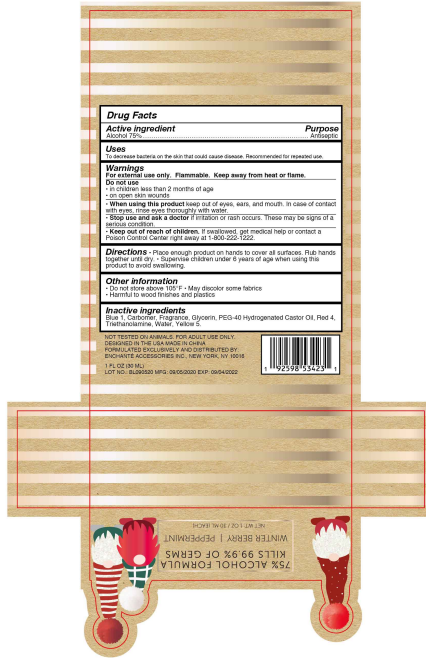 Drug Facts
Active ingredient Purpose
Alcohol 75%.......................................................................Antiseptic
Uses
To decrease bacteria on the skin that could cause disease. Recommended for repeated use.
Warnings
For external use only. Flammable. Keep away from heat or flame.
Do not use
• in children less than 2 months of age
• on open skin wounds
• When using this product keep out of eyes, ears, and mouth. In case of contact
with eyes, rinse eyes thoroughly with water.
• Stop use and ask a doctor if irritation or rash occurs. These may be signs of a
serious condition.
• Keep out of reach of children. If swallowed, get medical help or contact a
Poison Control Center right away at 1-800-222-1222.
Directions • Place enough product on hands to cover all surfaces. Rub hands
together until dry. • Supervise children under 6 years of age when using this
product to avoid swallowing.
Other information
• Do not store above 105°F • May discolor some fabrics
• Harmful to wood finishes and plastics
Inactive ingredients
Blue 1, Carbomer, Fragrance, Glycerin, PEG-40 Hydrogenated Castor Oil, Red 4,
Triethanolamine, Water, Yellow 5.
NOT TESTED ON ANIMALS. FOR ADULT USE ONLY.
DESIGNED IN THE USA MADE IN CHINA
FORMULATED EXCLUSIVELY AND DISTRIBUTED BY
ENCHANTE ACCESSORIES INC., NEW YORK, NY 10016
1 FL OZ (30 ML)
LOT NO.: BL090520 MFG: 09/05/2020 EXP: 09/04/2022
1 92598 53423 1
75% ALCOHOL FORMULA
KILLS 99.9% OF GERMS
WINTER BERRY | PEPPERMINT
NET WT. 1 OZ / 30 ML (EACH)